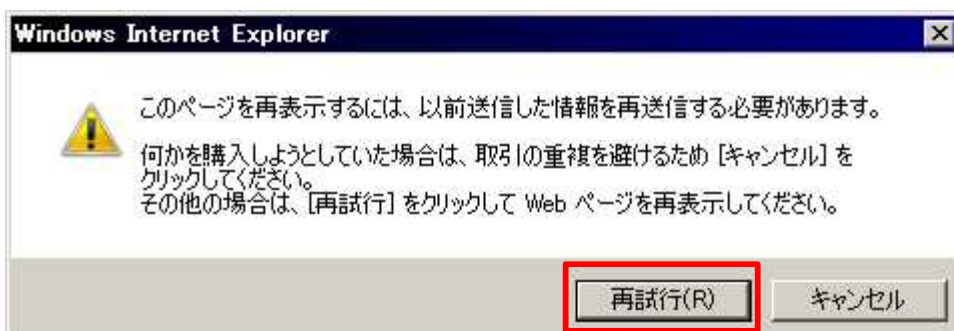 Windows Internet Explorer
このページを再表示するには、以前送信した情報を再送信する必要があります。
何かを購入しようとしていた場合は、取引の重複を避けるため [キャンセル] を
クリックしてください。
その他の場合は、[再試行] をクリックして Web ページを再表示してください。
再試行(R)
キャンセル